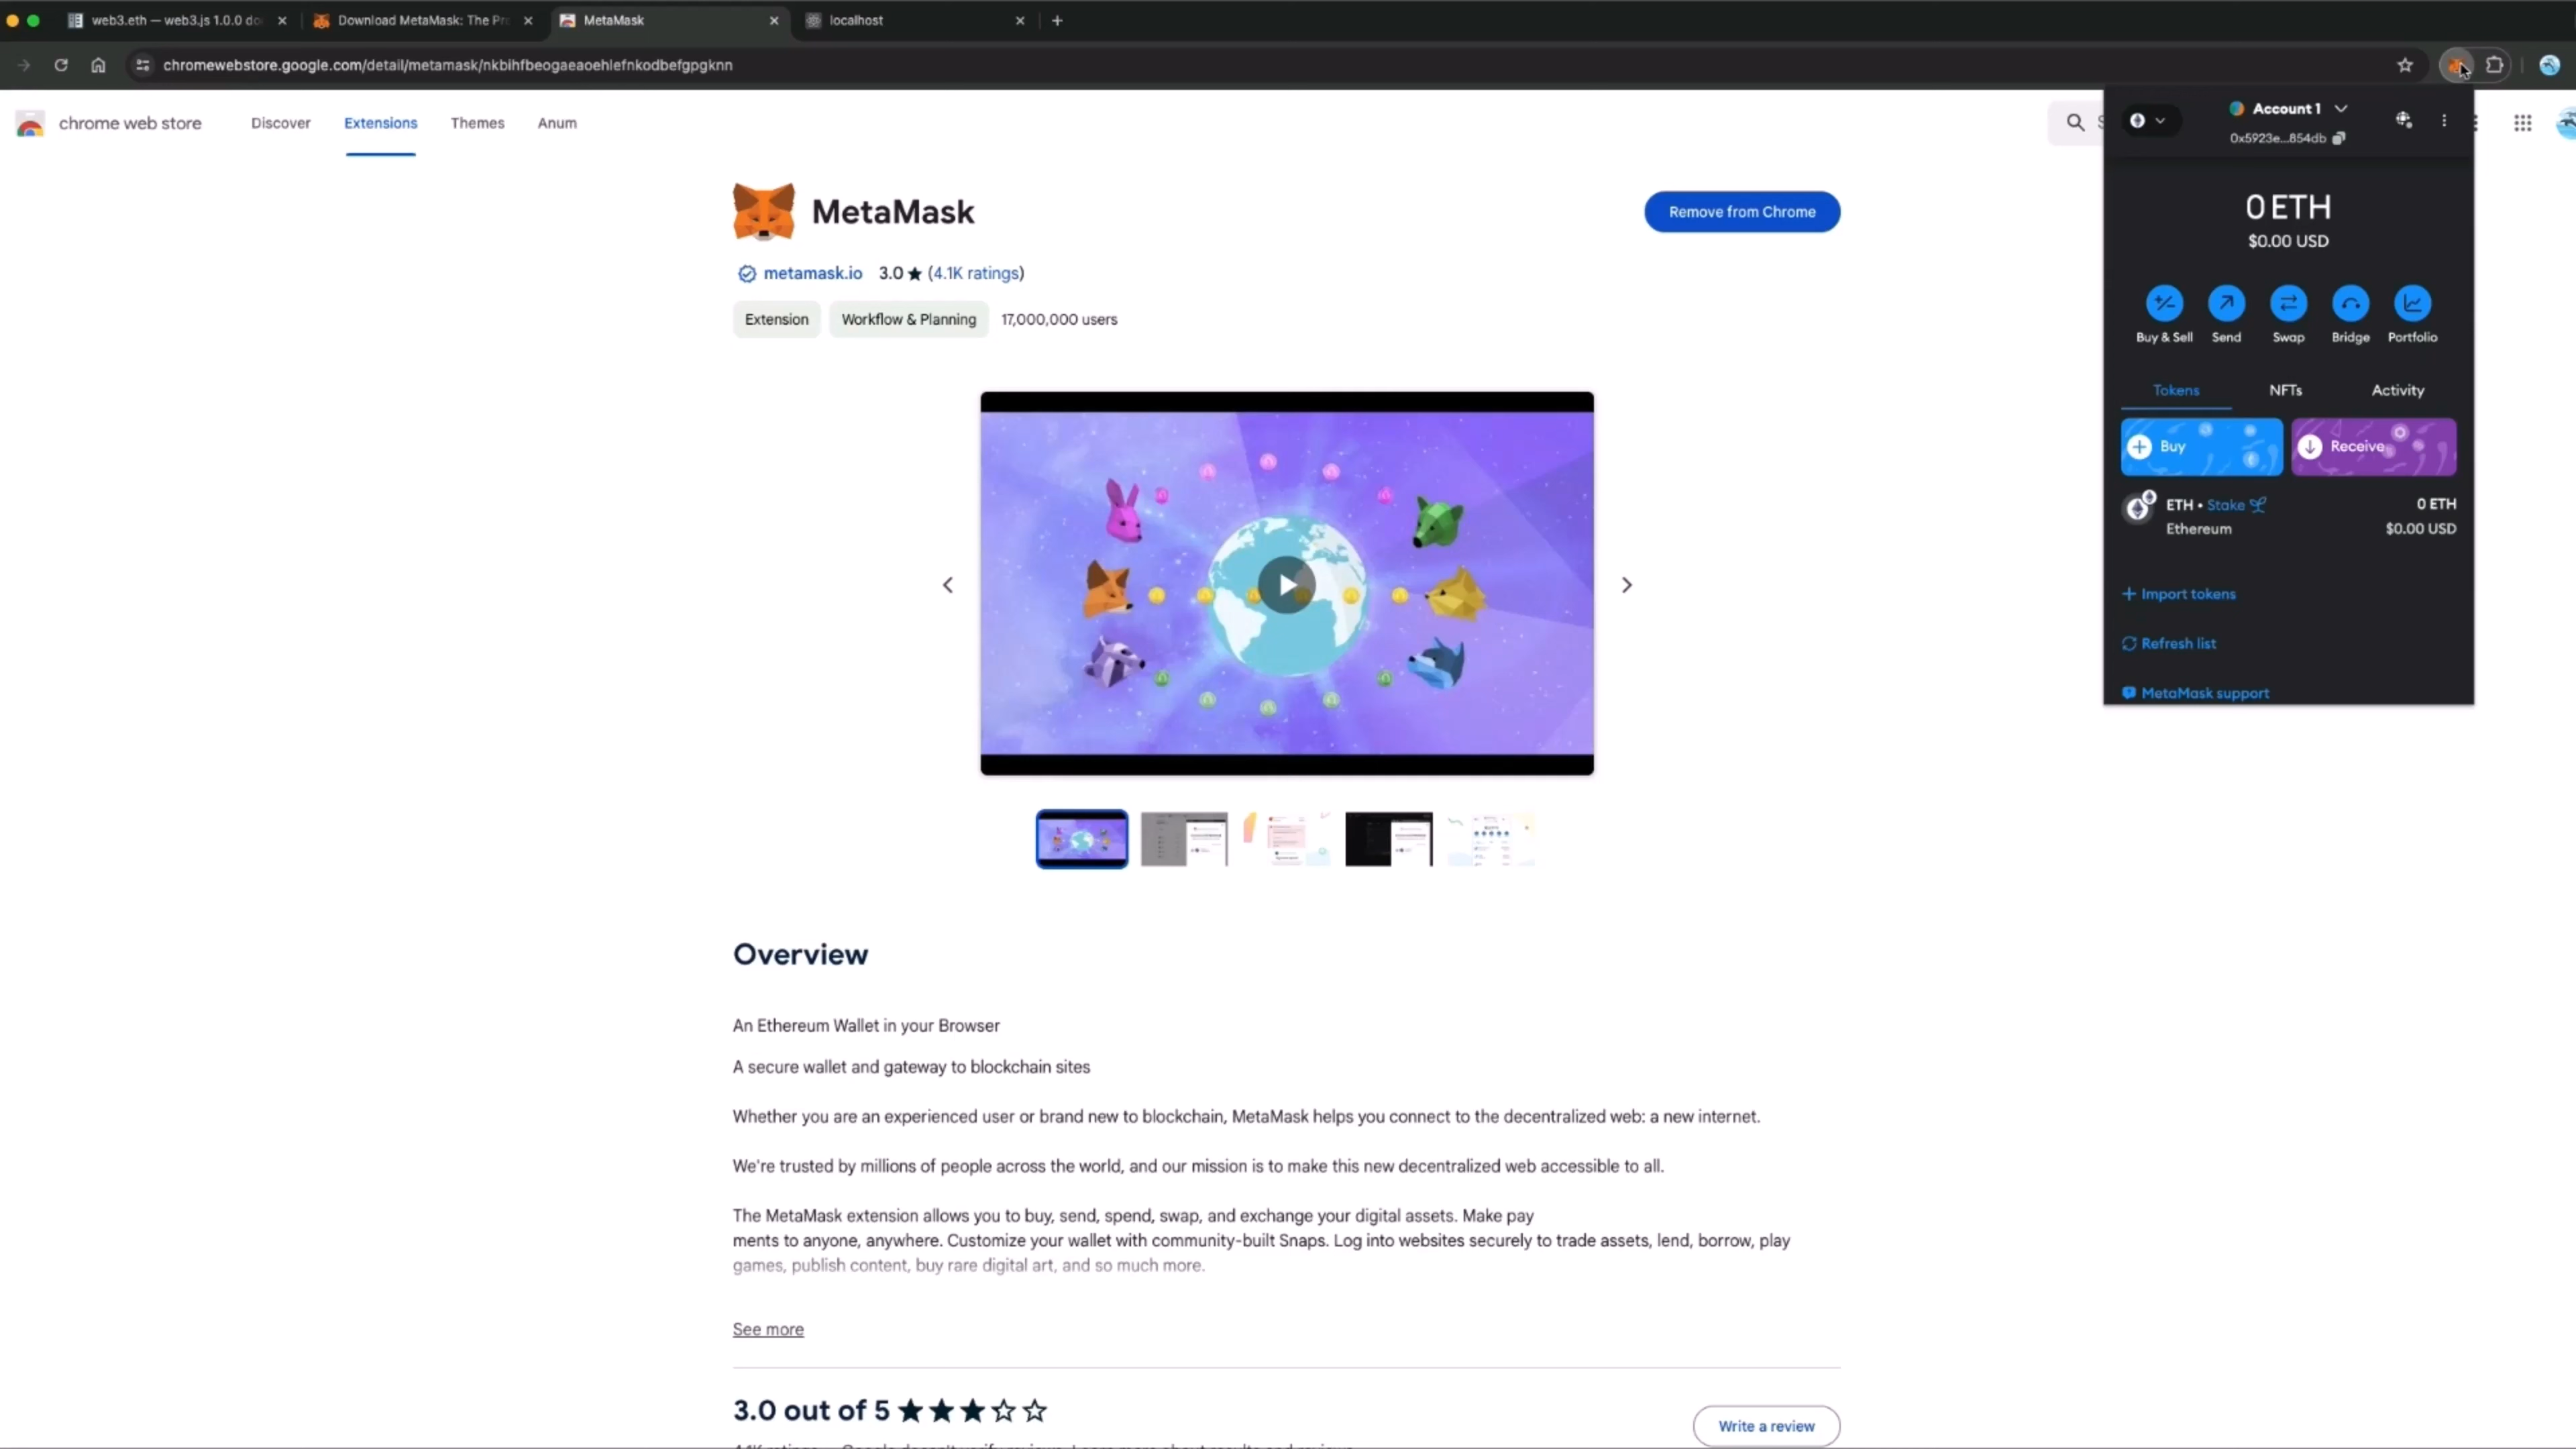 web3.eth — web3.js 1.0.0 do
Download MetaMask: The Pr
MetaMask
localhost
chromewebstore.google.com/detail/metamask/nkbihfbeogaeaoehlefnkodbefgpgknn
chrome web store
Discover
Extensions
Themes
Anum
S
Account 1
0x5923e...854db
MetaMask
Remove from Chrome
0 ETH
$0.00 USD
metamask.io 3.0 ★ (4.1K ratings)
Extension
Workflow & Planning
17,000,000 users
Buy & Sell
Send
Swap
Bridge
Portfolio
Tokens
NFTs
Activity
Buy
Receive
ETH • Stake
0 ETH
Ethereum
$0.00 USD
Import tokens
Refresh list
MetaMask support
Overview
An Ethereum Wallet in your Browser
A secure wallet and gateway to blockchain sites
Whether you are an experienced user or brand new to blockchain, MetaMask helps you connect to the decentralized web: a new internet.
We're trusted by millions of people across the world, and our mission is to make this new decentralized web accessible to all.
The MetaMask extension allows you to buy, send, spend, swap, and exchange your digital assets. Make pay
ments to anyone, anywhere. Customize your wallet with community-built Snaps. Log into websites securely to trade assets, lend, borrow, play
games, publish content, buy rare digital art, and so much more.
See more
3.0 out of 5 ★★★☆☆
Write a review